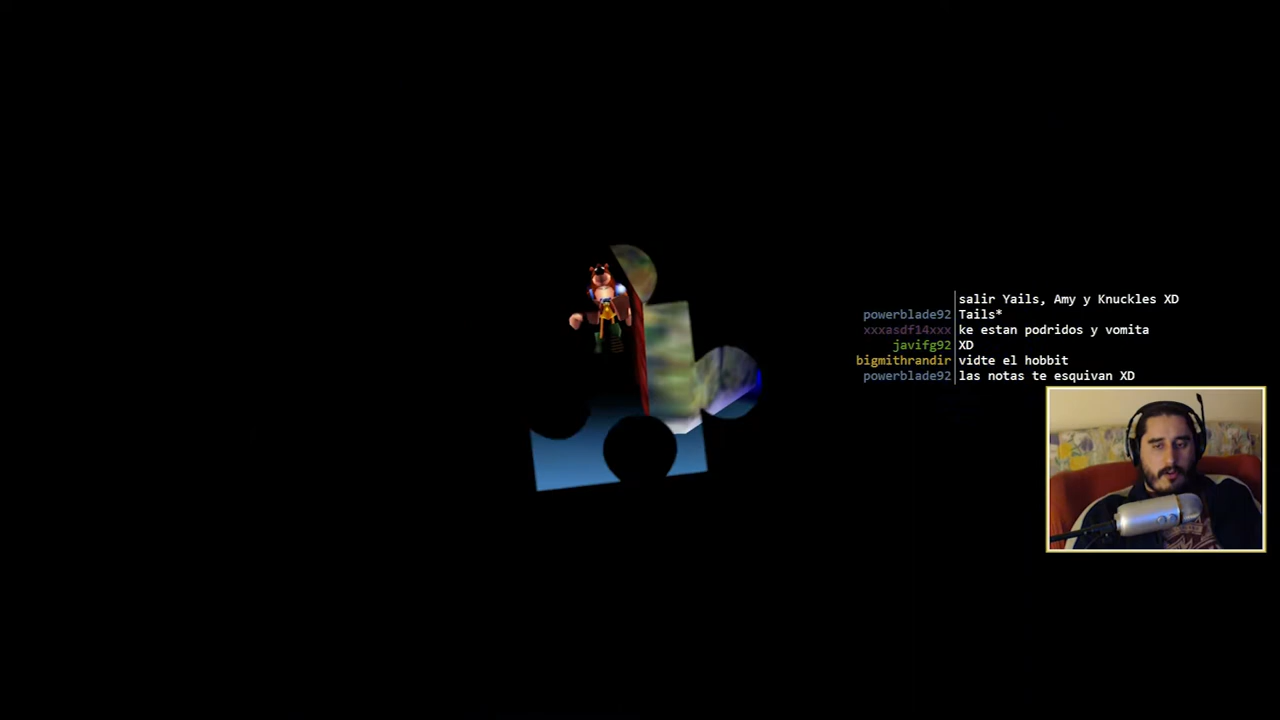 salir Yails, Amy y Knuckles XD
powerblade92 Tails*
xxxasdf14xxx ke estan podridos y vomita
javifg92 XD
bigmithrandir vidte el hobbit
powerblade92 las notas te esquivan XD